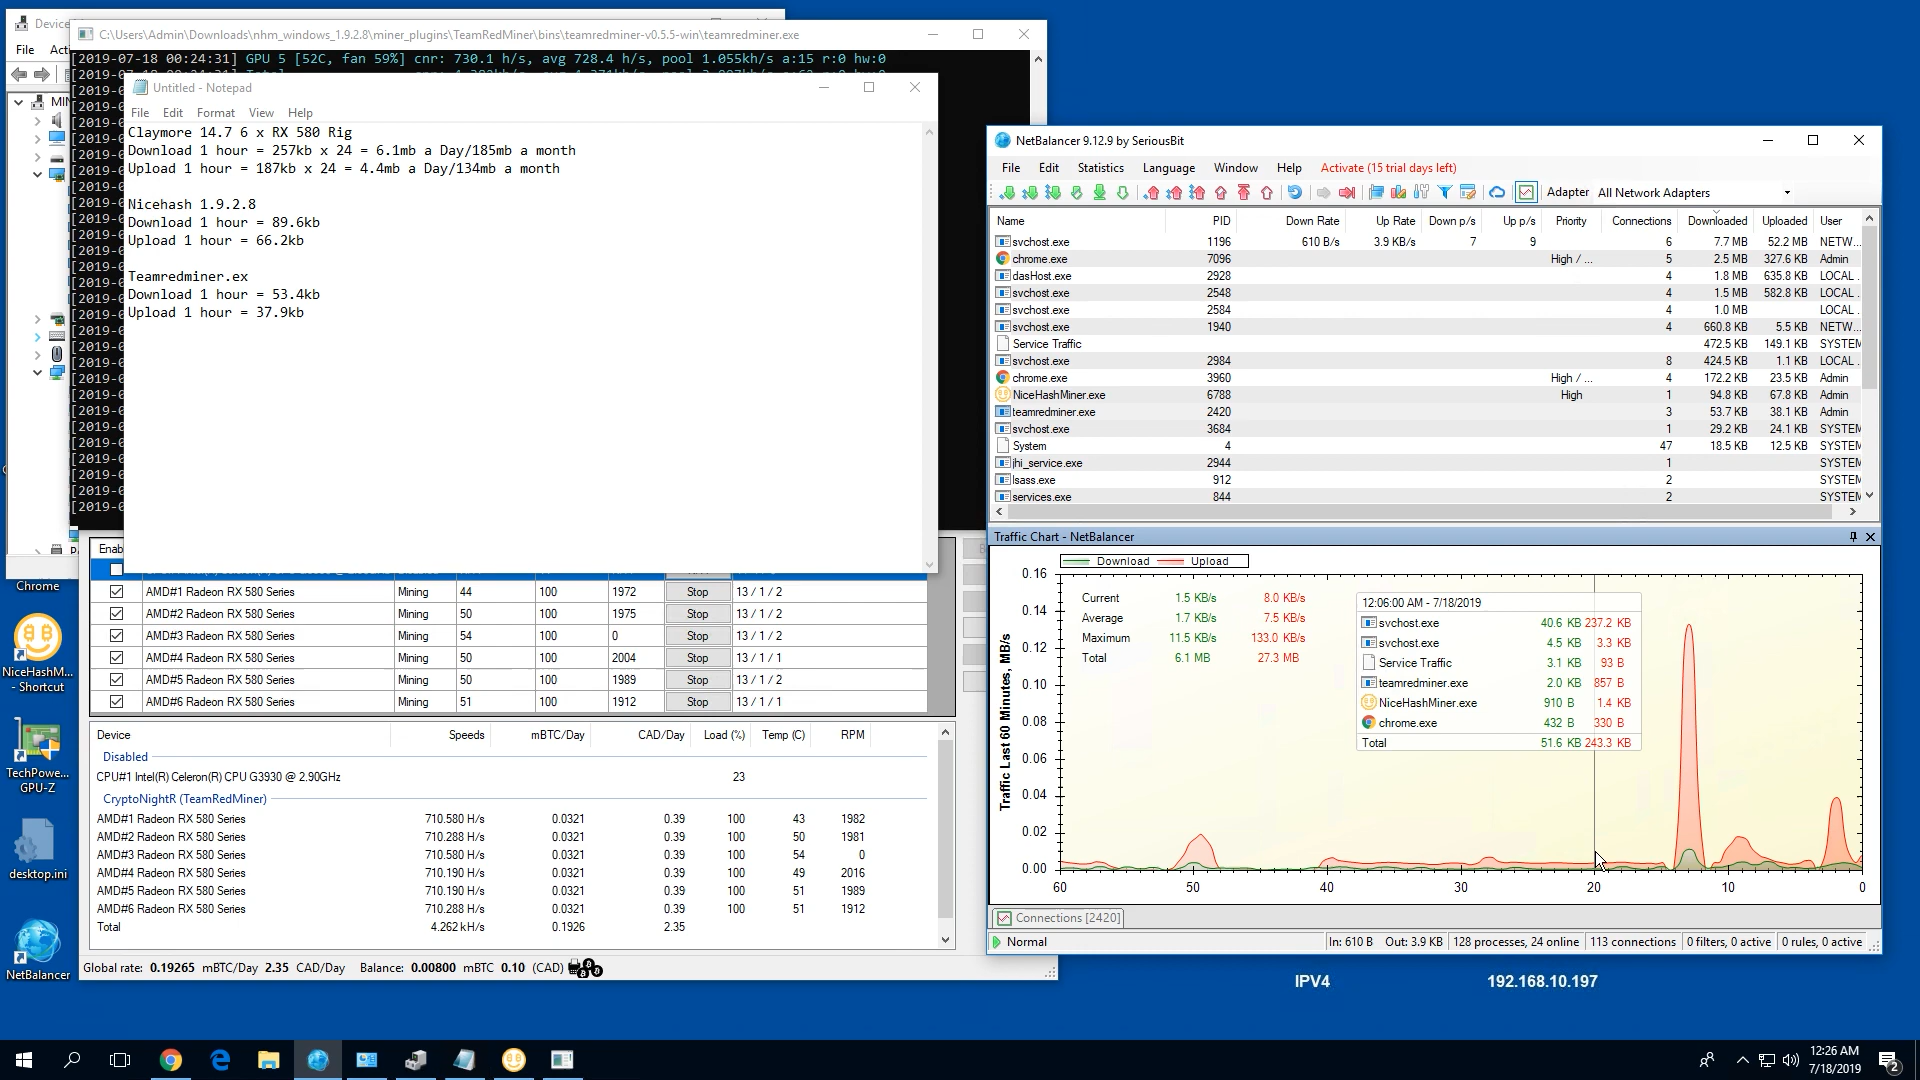 Device
File
Acti
MIN
C:\Users\Admin\Downloads\nhm_windows_1.9.2.8\miner_plugins\TeamRedMiner\bins\teamredminer-v0.5.5-win\teamredminer.exe
[2019-07-18 00:24:31] GPU 5 [52C, fan 59%] cnr: 730.1 h/s, avg 728.4 h/s, pool 1.055kh/s a:15 r:0 hw:0
Untitled - Notepad
File Edit Format View Help
Claymore 14.7 6 x RX 580 Rig
Download 1 hour = 257kb x 24 = 6.1mb a Day/185mb a month
Upload 1 hour = 187kb x 24 = 4.4mb a Day/134mb a month
Nicehash 1.9.2.8
Download 1 hour = 89.6kb
Upload 1 hour = 66.2kb
Teamredminer.ex
Download 1 hour = 53.4kb
Upload 1 hour = 37.9kb
Enab
AMD#1 Radeon RX 580 Series Mining 44 100 1972 Stop 13 / 1 / 2
AMD#2 Radeon RX 580 Series Mining 50 100 1975 Stop 13 / 1 / 2
AMD#3 Radeon RX 580 Series Mining 54 100 0 Stop 13 / 1 / 2
AMD#4 Radeon RX 580 Series Mining 50 100 2004 Stop 13 / 1 / 1
AMD#5 Radeon RX 580 Series Mining 50 100 1989 Stop 13 / 1 / 2
AMD#6 Radeon RX 580 Series Mining 51 100 1912 Stop 13 / 1 / 1
Device Speeds mBTC/Day CAD/Day Load (%) Temp (C) RPM
Disabled
CPU#1 Intel(R) Celeron(R) CPU G3930 @ 2.90GHz 23
CryptoNightR (TeamRedMiner)
AMD#1 Radeon RX 580 Series 710.580 H/s 0.0321 0.39 100 43 1982
AMD#2 Radeon RX 580 Series 710.288 H/s 0.0321 0.39 100 50 1981
AMD#3 Radeon RX 580 Series 710.580 H/s 0.0321 0.39 100 54 0
AMD#4 Radeon RX 580 Series 710.190 H/s 0.0321 0.39 100 49 2016
AMD#5 Radeon RX 580 Series 710.190 H/s 0.0321 0.39 100 51 1989
AMD#6 Radeon RX 580 Series 710.288 H/s 0.0321 0.39 100 51 1912
Total 4.262 kH/s 0.1926 2.35
Global rate: 0.19265 mBTC/Day 2.35 CAD/Day Balance: 0.00800 mBTC 0.10 (CAD)
Chrome
NiceHashM...
- Shortcut
TechPowe...
GPU-Z
desktop.ini
NetBalancer
NetBalancer 9.12.9 by SeriousBit
File Edit Statistics Language Window Help Activate (15 trial days left)
Adapter All Network Adapters
Name PID Down Rate Up Rate Down p/s Up p/s Priority Connections Downloaded Uploaded User
svchost.exe 1196 610 B/s 3.9 KB/s 7 9 6 7.7 MB 52.2 MB NETW...
chrome.exe 7096 High / ... 5 2.5 MB 327.6 KB Admin
dasHost.exe 2928 4 1.8 MB 635.8 KB LOCAL .
svchost.exe 2548 4 1.5 MB 582.8 KB LOCAL .
svchost.exe 2584 4 1.0 MB LOCAL .
svchost.exe 1940 4 660.8 KB 5.5 KB NETW...
Service Traffic 472.5 KB 149.1 KB SYSTEM
svchost.exe 2984 8 424.5 KB 1.1 KB LOCAL .
chrome.exe 3960 High / ... 4 172.2 KB 23.5 KB Admin
NiceHashMiner.exe 6788 High 1 94.8 KB 67.8 KB Admin
teamredminer.exe 2420 3 53.7 KB 38.1 KB Admin
svchost.exe 3684 1 29.2 KB 24.1 KB SYSTEM
System 4 47 18.5 KB 12.5 KB SYSTEM
jhi_service.exe 2944 1 SYSTEM
lsass.exe 912 2 SYSTEM
services.exe 844 2 SYSTEM
Traffic Chart - NetBalancer
Download Upload
Traffic Last 60 Minutes, MB/s
0.16
0.14
0.12
0.10
0.08
0.06
0.04
0.02
0.00
60 50 40 30 20 10 0
Current 1.5 KB/s 8.0 KB/s
Average 1.7 KB/s 7.5 KB/s
Maximum 11.5 KB/s 133.0 KB/s
Total 6.1 MB 27.3 MB
12:06:00 AM - 7/18/2019
svchost.exe 40.6 KB 237.2 KB
svchost.exe 4.5 KB 3.3 KB
Service Traffic 3.1 KB 93 B
teamredminer.exe 2.0 KB 857 B
NiceHashMiner.exe 910 B 1.4 KB
chrome.exe 432 B 330 B
Total 51.6 KB 243.3 KB
Connections [2420]
Normal In: 610 B Out: 3.9 KB 128 processes, 24 online 113 connections 0 filters, 0 active 0 rules, 0 active
IPV4 192.168.10.197
12:26 AM
7/18/2019
2